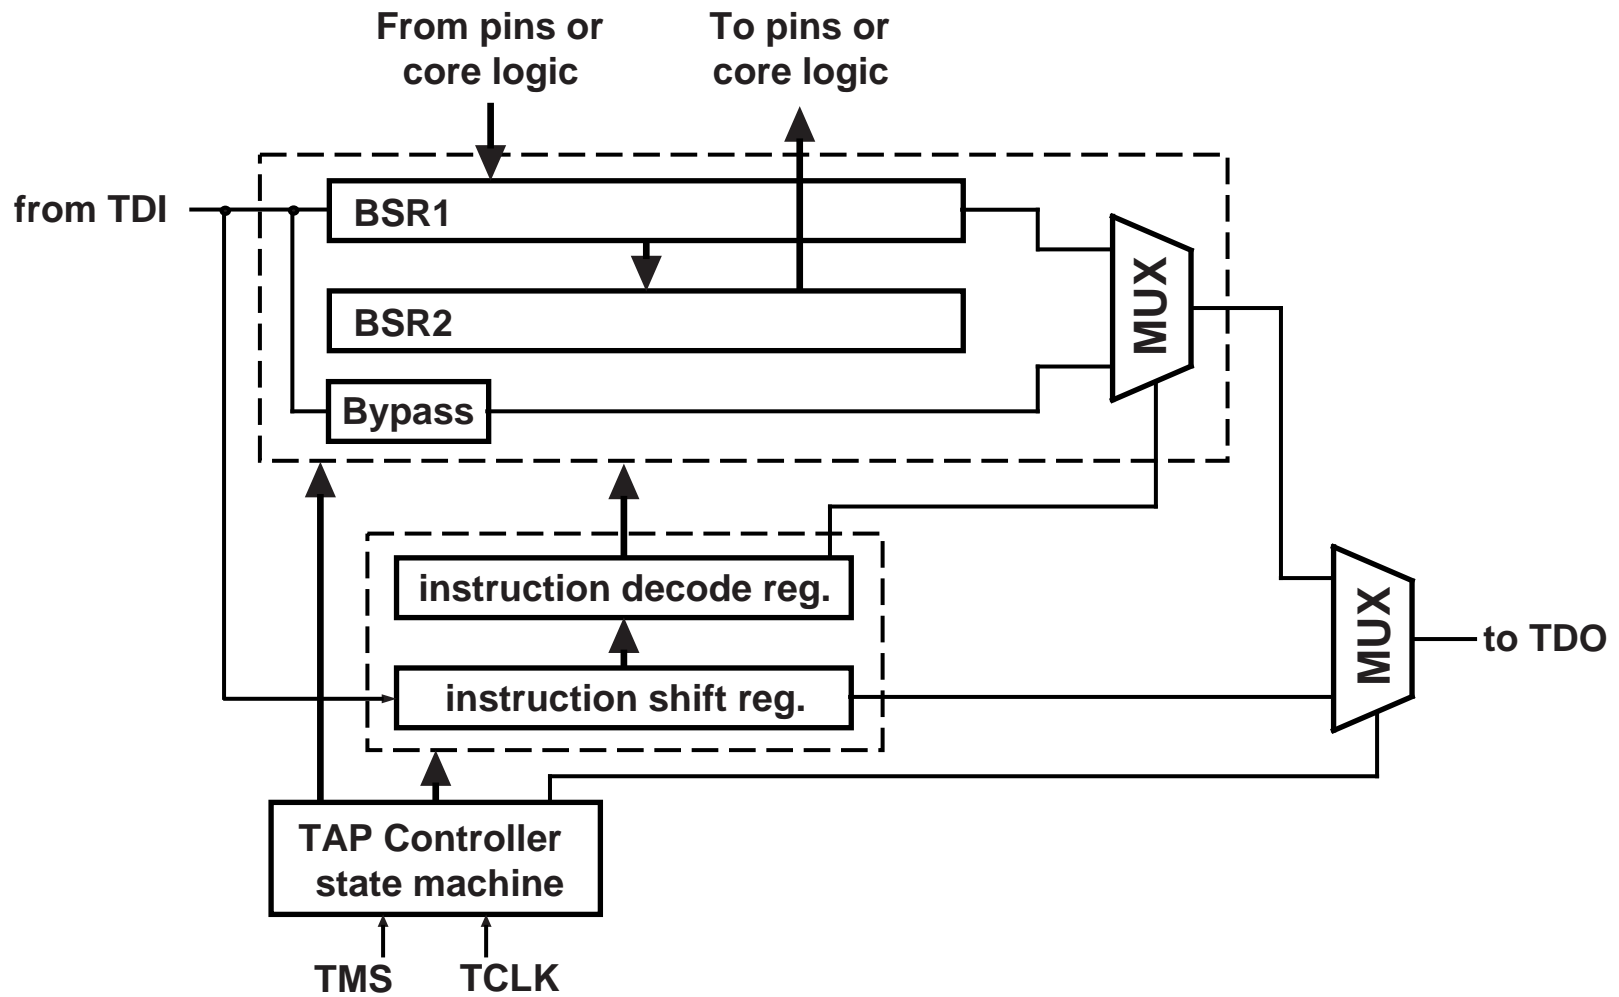 From pins or
core logic
To pins or
core logic
from TDI
BSR1
BSR2
Bypass
MUX
instruction decode reg.
instruction shift reg.
MUX
to TDO
TAP Controller
state machine
TMS
TCLK